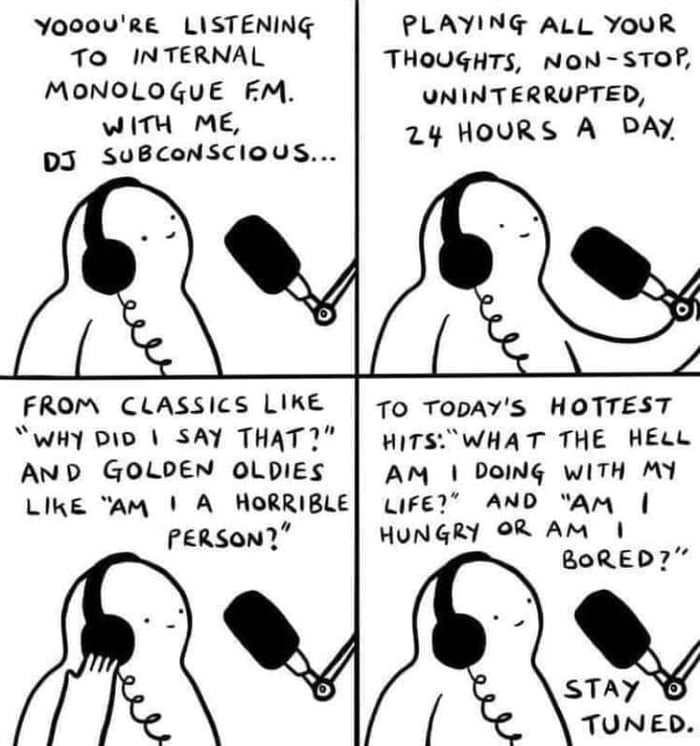 YOOOU'RE LISTENING
TO INTERNAL
MONOLOGUE F.M.
WITH ME,
DJ SUBCONSCIOUS...
PLAYING ALL YOUR
THOUGHTS, NON-STOP,
UNINTERRUPTED,
24 HOURS A DAY.
FROM CLASSICS LIKE
"WHY DID I SAY THAT?"
AND GOLDEN OLDIES
LIKE "AM I A HORRIBLE
PERSON?"
TO TODAY'S HOTTEST
HITS: "WHAT THE HELL
AM I DOING WITH MY
LIFE?" AND "AM I
HUNGRY OR AM I
BORED?"
STAY
TUNED.